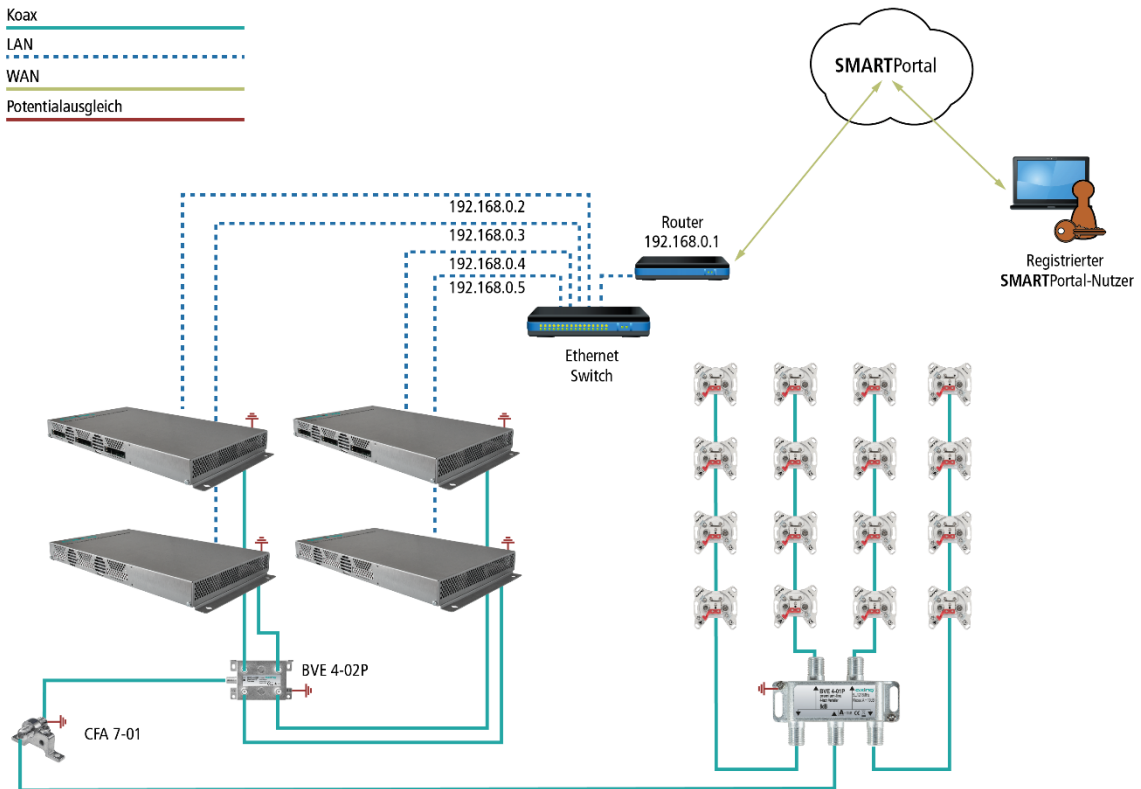 Koax
LAN
WAN
Potentialausgleich
SMARTPortal
192.168.0.2
192.168.0.3
192.168.0.4
192.168.0.5
Router
192.168.0.1
Registrierter
SMARTPortal-Nutzer
Ethernet
Switch
BVE 4-02P
CFA 7-01
BVE 4-01P